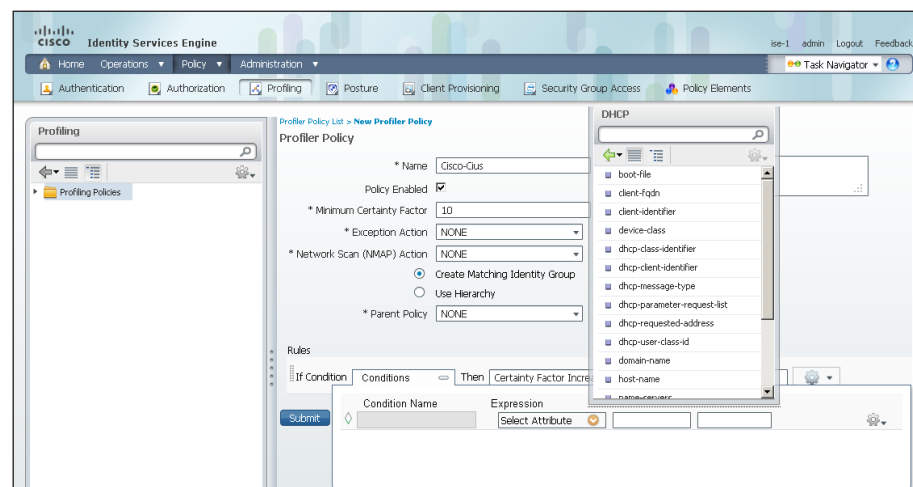 CISCO Identity Services Engine
ise-1 admin Logout Feedback
Home Operations Policy Administration Task Navigator
Authentication Authorization Profiling Posture Client Provisioning Security Group Access Policy Elements
Profiling
Profiling Policies
Profiler Policy List > New Profiler Policy
Profiler Policy
* Name Cisco-Cius
Policy Enabled
* Minimum Certainty Factor 10
* Exception Action NONE
* Network Scan (NMAP) Action NONE
Create Matching Identity Group
Use Hierarchy
* Parent Policy NONE
Rules
If Condition Conditions Then Certainty Factor Incre
Submit
Condition Name Expression
Select Attribute
DHCP
boot-file
client-fqdn
client-identifier
device-class
dhcp-class-identifier
dhcp-client-identifier
dhcp-message-type
dhcp-parameter-request-list
dhcp-requested-address
dhcp-user-class-id
domain-name
host-name
name-servers